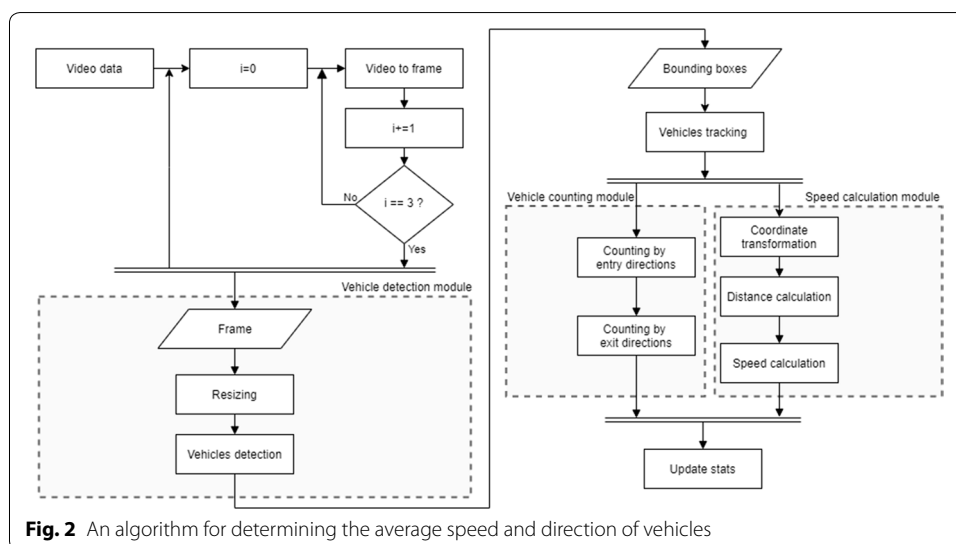 Video data
i=0
Video to frame
i+=1
i == 3 ?
No
Yes
Vehicle detection module
Frame
Resizing
Vehicles detection
Bounding boxes
Vehicles tracking
Vehicle counting module
Counting by
entry directions
Counting by
exit directions
Speed calculation module
Coordinate
transformation
Distance calculation
Speed calculation
Update stats
Fig. 2 An algorithm for determining the average speed and direction of vehicles